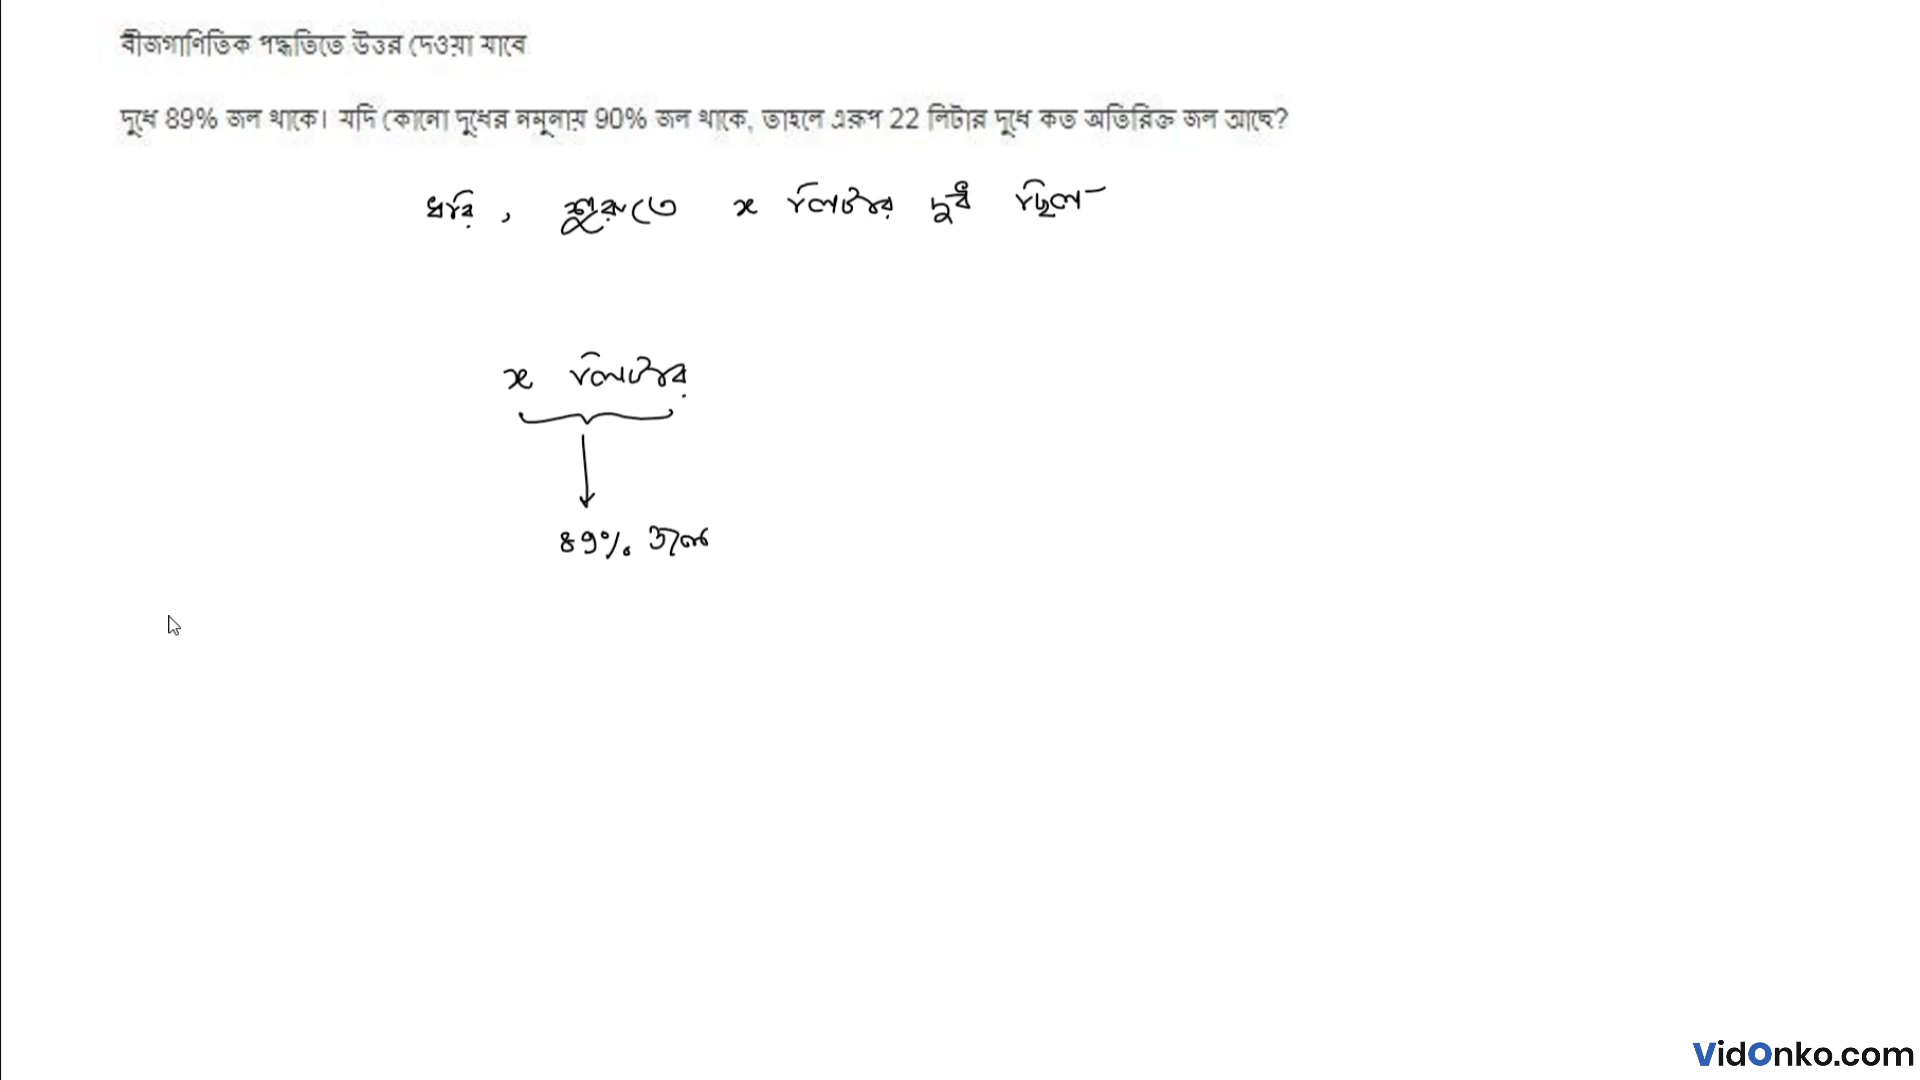 বীজগাণিতিক পদ্ধতিতে উত্তর দেওয়া যাবে
দুধে 89% জল থাকে। যদি কোনো দুধের নমুনায় 90% জল থাকে, তাহলে এরূপ 22 লিটার দুধে কত অতিরিক্ত জল আছে?
ধরি, শুরুতে x লিটার দুধ ছিল
x লিটার
89% জল
VidOnko.com